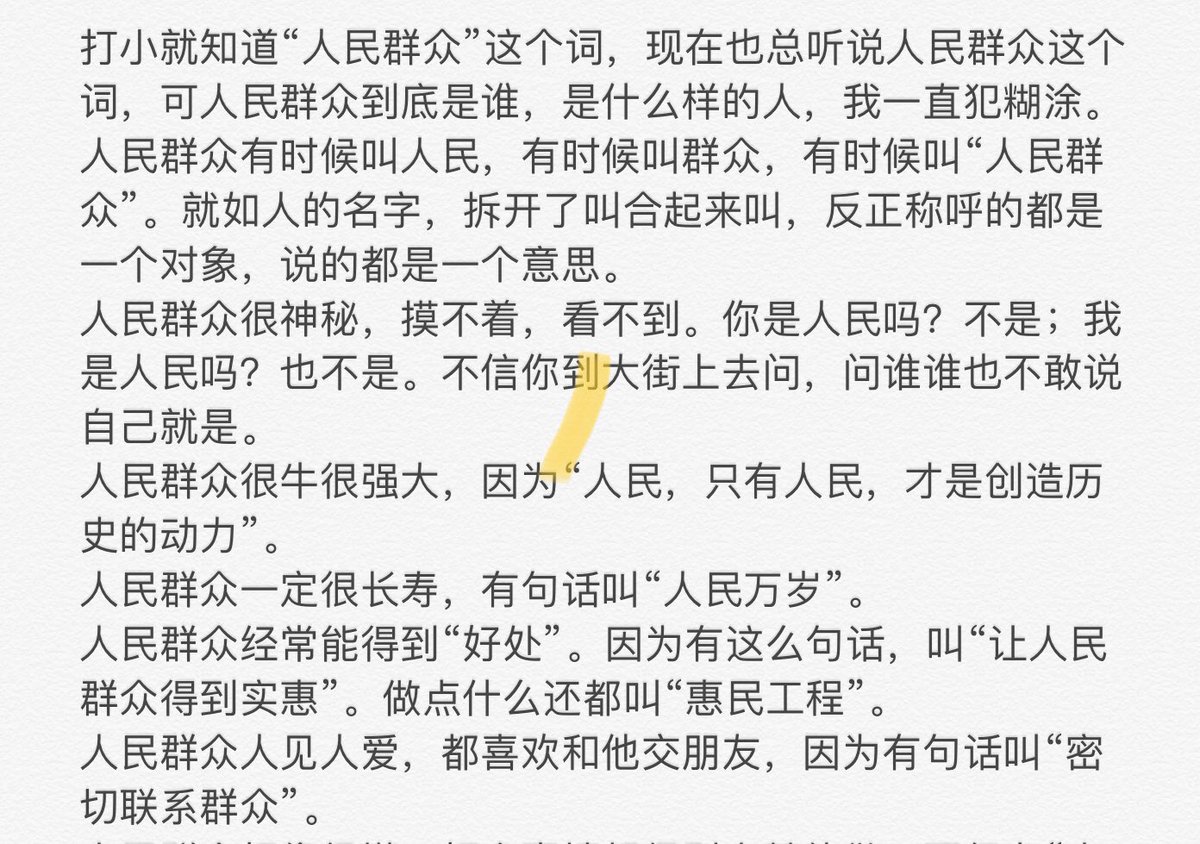 打小就知道“人民群众”这个词，现在也总听说人民群众这个
词，可人民群众到底是谁，是什么样的人，我一直犯糊涂。
人民群众有时候叫人民，有时候叫群众，有时候叫“人民群
众”。就如人的名字，拆开了叫合起来叫，反正称呼的都是
一个对象，说的都是一个意思。
人民群众很神秘，摸不着，看不到。你是人民吗？不是；我
是人民吗？也不是。不信你到大街上去问，问谁谁也不敢说
自己就是。
人民群众很牛很强大，因为“人民，只有人民，才是创造历
史的动力”。
人民群众一定很长寿，有句话叫“人民万岁”。
人民群众经常能得到“好处”。因为有这么句话，叫“让人民
群众得到实惠”。做点什么还都叫“惠民工程”。
人民群众人见人爱，都喜欢和他交朋友，因为有句话叫“密
切联系群众”。